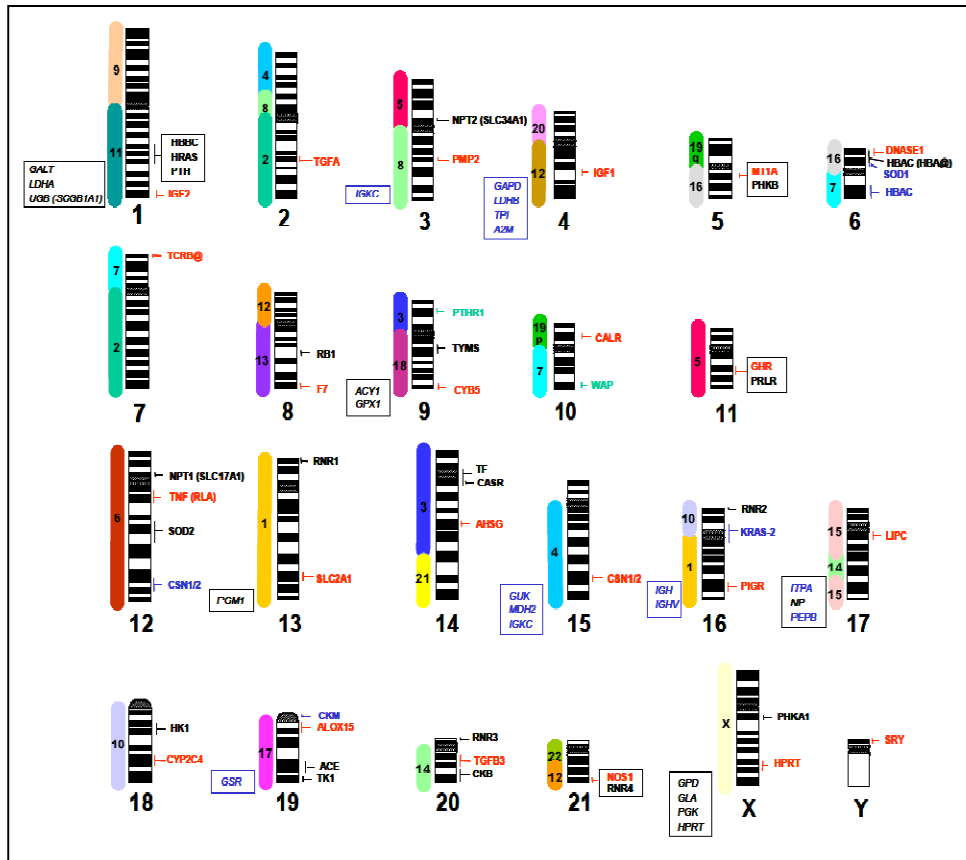 9
11
GALT
LDHA
UGB (SCGB1A1)
HBBC
HRAS
PTH
IGF2
1
4
8
2
TGFA
2
5
8
NPT2 (SLC34A1)
PMP2
IGKC
3
20
12
GAPD
LDHB
TPI
A2M
IGF1
4
19
q
16
MT1A
PHKB
5
16
7
DNASE1
HBAC (HBA@)
SOD1
HBAC
6
7
2
TCRB@
7
12
13
RB1
F7
8
3
18
PTHR1
TYMS
CYB5
ACY1
GPX1
9
19
p
7
CALR
WAP
10
5
GHR
PRLR
11
6
NPT1 (SLC17A1)
TNF (RLA)
SOD2
CSN1/2
12
1
RNR1
SLC2A1
PGM1
13
3
21
TF
CASR
AHSG
14
4
CSN1/2
GUK
MDH2
IGKC
15
10
1
RNR2
KRAS-2
PIGR
IGH
IGHV
16
15
14
15
LIPC
ITPA
NP
PEPB
17
10
HK1
CYP2C4
18
17
CKM
ALOX15
ACE
TK1
GSR
19
14
RNR3
TGFB3
CKB
20
22
12
NOS1
RNR4
21
X
PHKA1
HPRT
GPD
GLA
PGK
HPRT
X
SRY
Y